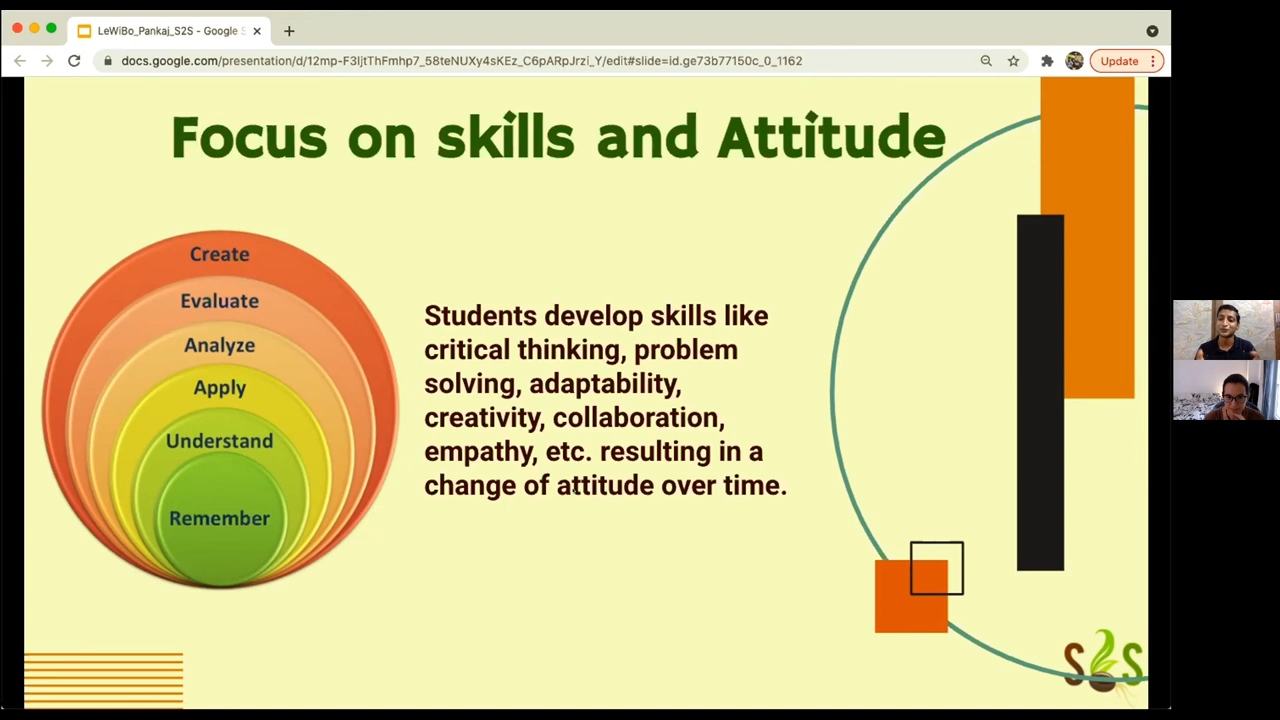 LeWiBo_Pankaj_S2S - Google S
docs.google.com/presentation/d/12mp-F3ljtThFmhp7_58teNUXy4sKEz_C6pARpJrzi_Y/edit#slide=id.ge73b77150c_0_1162
Update
Focus on skills and Attitude
Create
Evaluate
Analyze
Apply
Understand
Remember
Students develop skills like
critical thinking, problem
solving, adaptability,
creativity, collaboration,
empathy, etc. resulting in a
change of attitude over time.
S2S